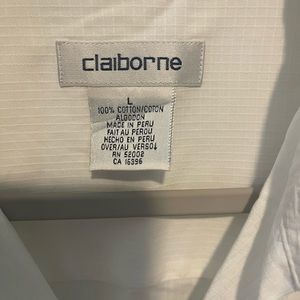 claiborne
L
100% COTTON/COTON
ALGODON
MADE IN PERU
FAIT AU PEROU
HECHO EN PERU
OVER/AU VERSO↓
RN 52002
CA 16396